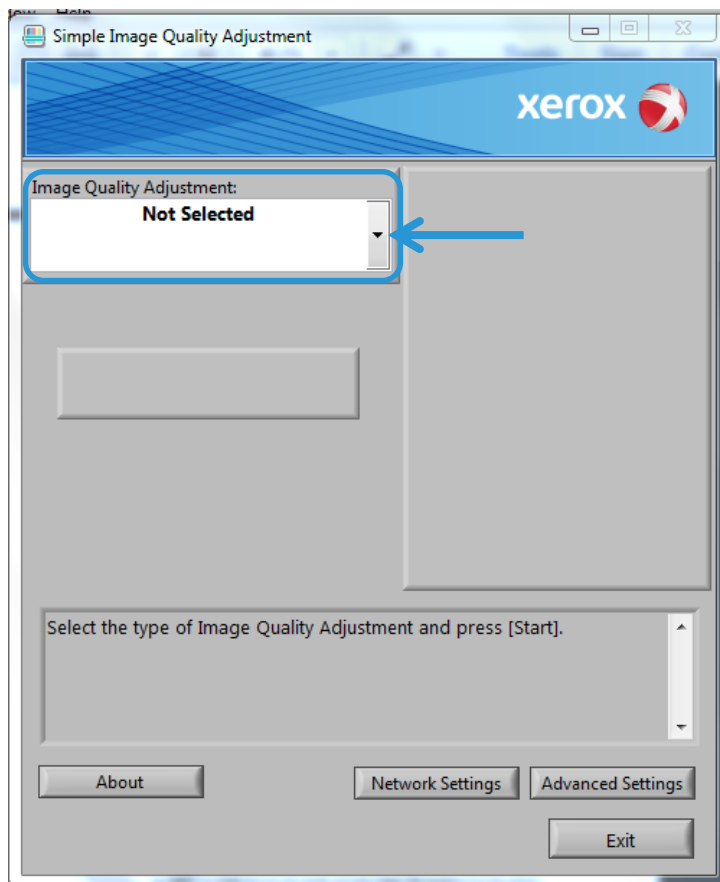 Help
Simple Image Quality Adjustment
xerox
Image Quality Adjustment:
Not Selected
Select the type of Image Quality Adjustment and press [Start].
About
Network Settings
Advanced Settings
Exit